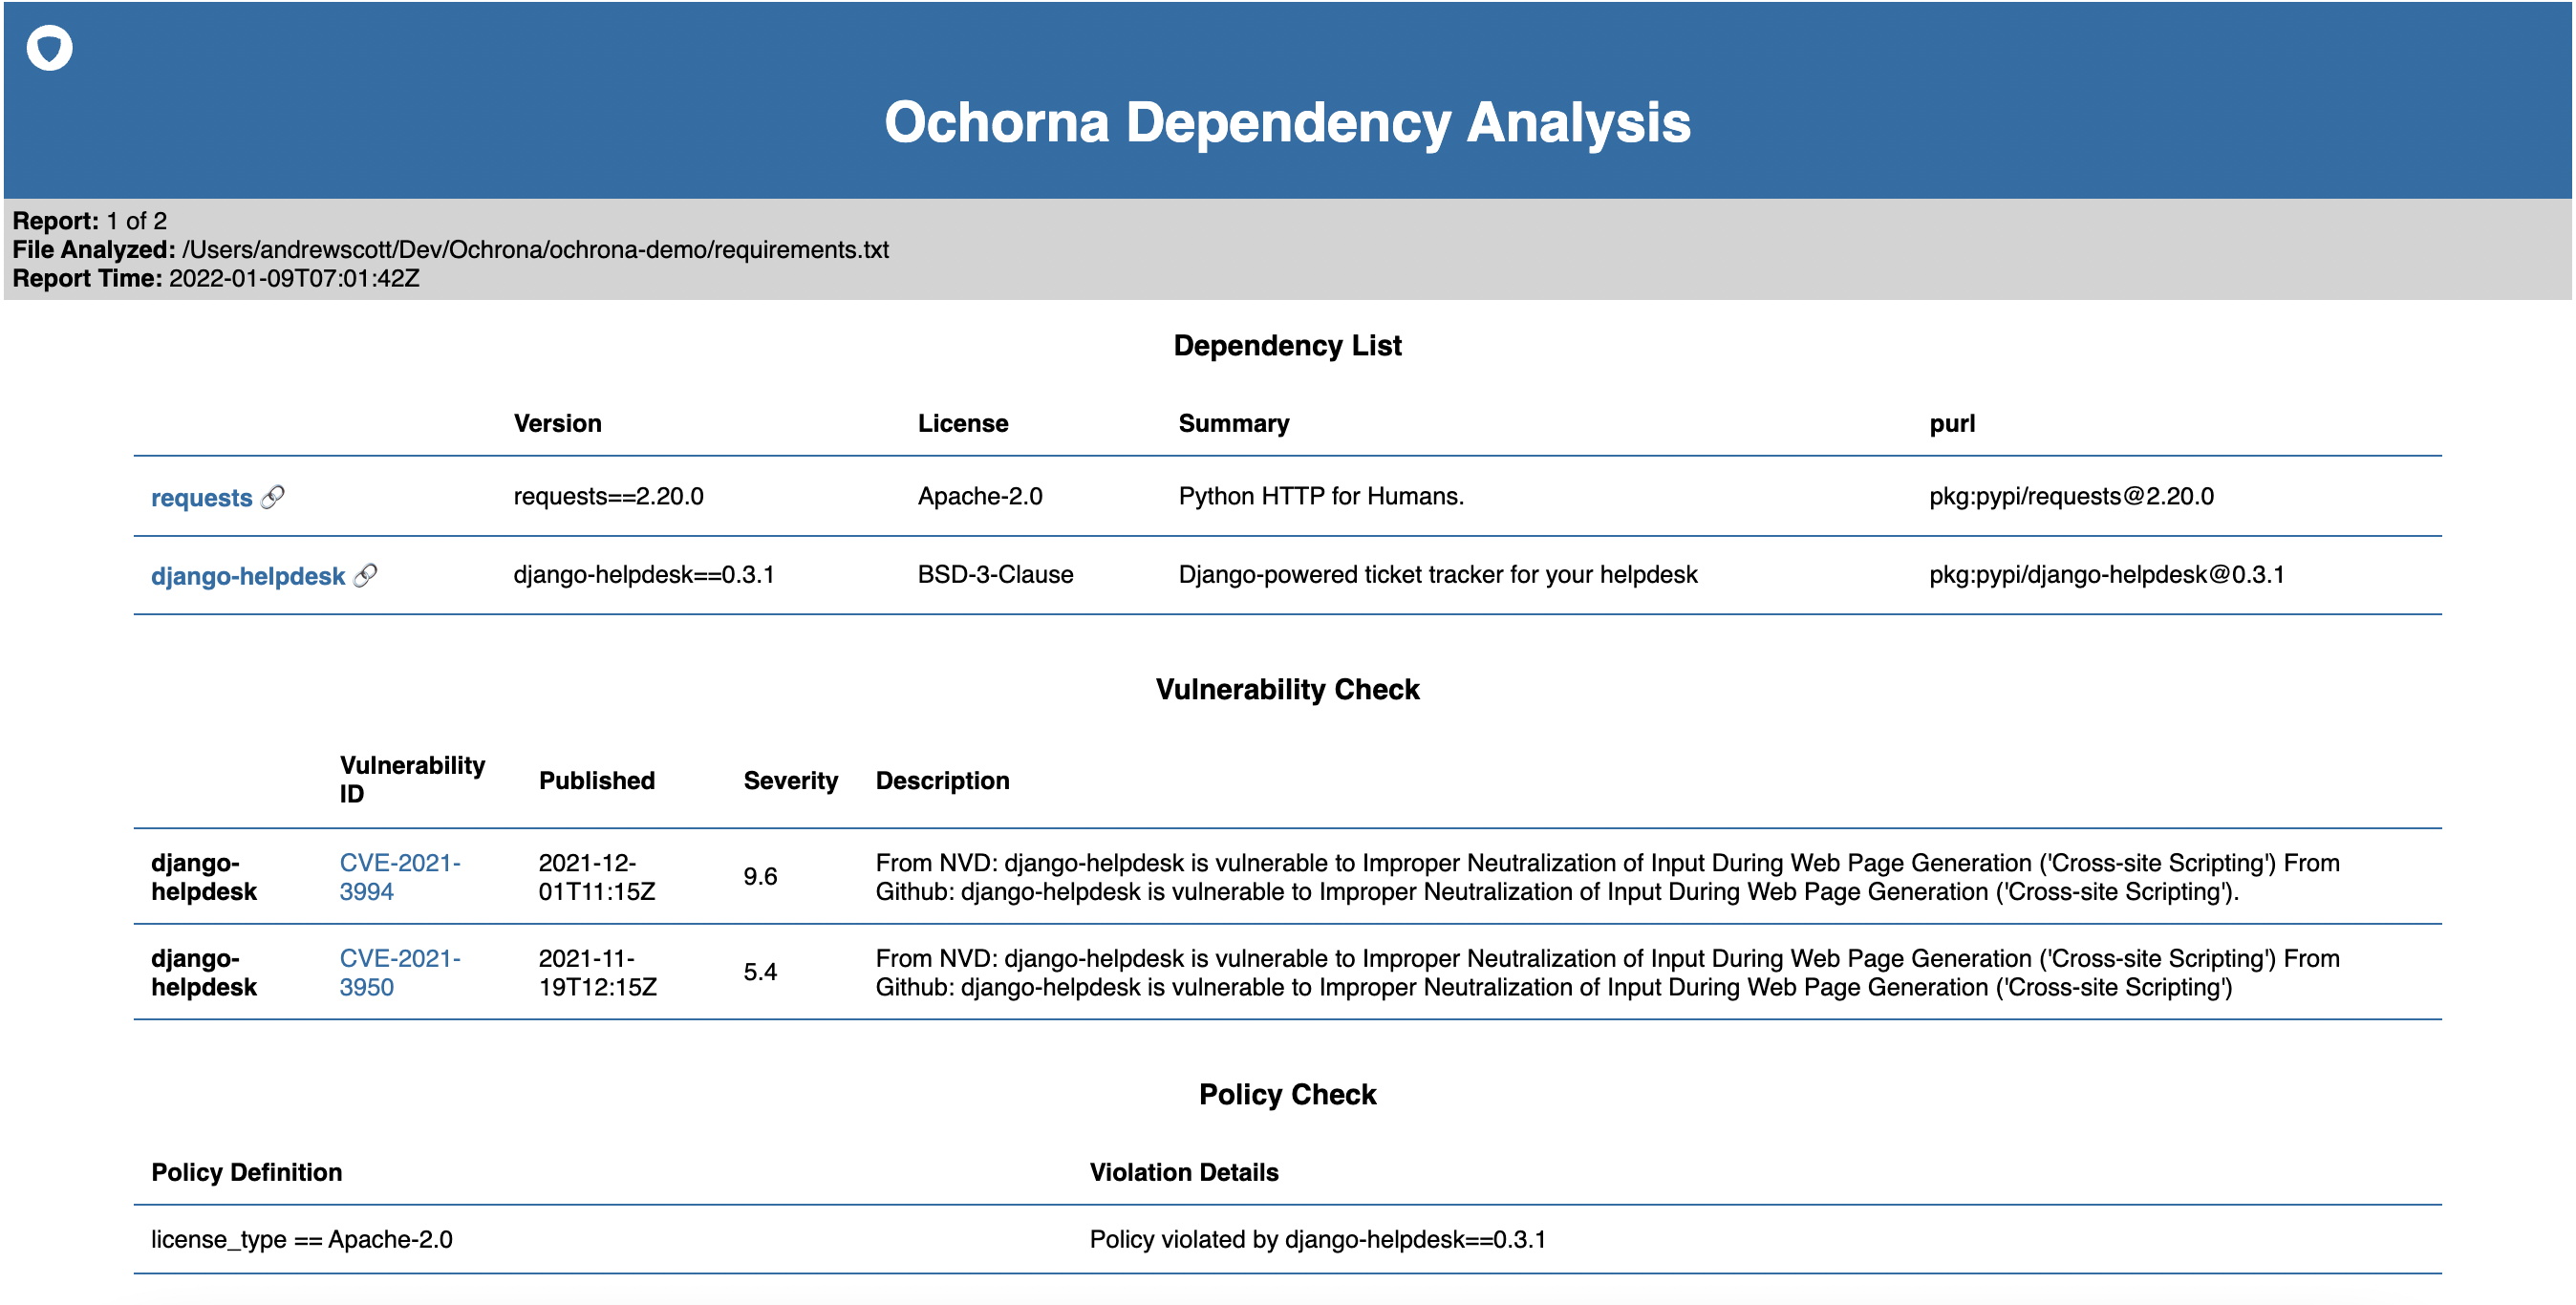 Ochorna Dependency Analysis
Report: 1 of 2
File Analyzed: /Users/andrewscott/Dev/Ochrona/ochrona-demo/requirements.txt
Report Time: 2022-01-09T07:01:42Z
Dependency List
Version License Summary purl
requests requests==2.20.0 Apache-2.0 Python HTTP for Humans. pkg:pypi/requests@2.20.0
django-helpdesk django-helpdesk==0.3.1 BSD-3-Clause Django-powered ticket tracker for your helpdesk pkg:pypi/django-helpdesk@0.3.1
Vulnerability Check
Vulnerability
ID
Published Severity Description
django-
helpdesk
CVE-2021-
3994
2021-12-
01T11:15Z
9.6
From NVD: django-helpdesk is vulnerable to Improper Neutralization of Input During Web Page Generation ('Cross-site Scripting') From
Github: django-helpdesk is vulnerable to Improper Neutralization of Input During Web Page Generation ('Cross-site Scripting').
django-
helpdesk
CVE-2021-
3950
2021-11-
19T12:15Z
5.4
From NVD: django-helpdesk is vulnerable to Improper Neutralization of Input During Web Page Generation ('Cross-site Scripting') From
Github: django-helpdesk is vulnerable to Improper Neutralization of Input During Web Page Generation ('Cross-site Scripting')
Policy Check
Policy Definition Violation Details
license_type == Apache-2.0 Policy violated by django-helpdesk==0.3.1